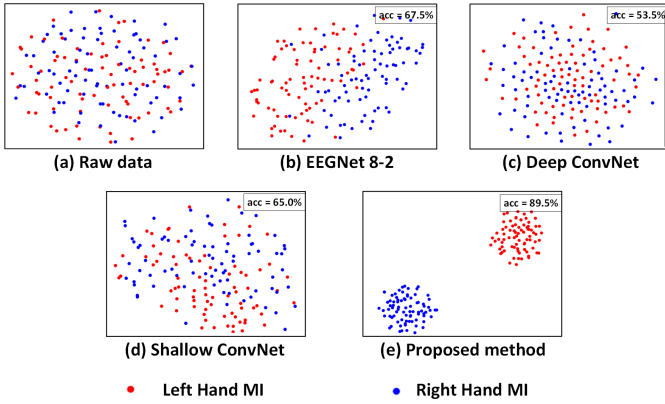 acc = 67.5%
acc = 53.5%
(a) Raw data
(b) EEGNet 8-2
(c) Deep ConvNet
acc = 65.0%
acc = 89.5%
(d) Shallow ConvNet
(e) Proposed method
Left Hand MI
Right Hand MI